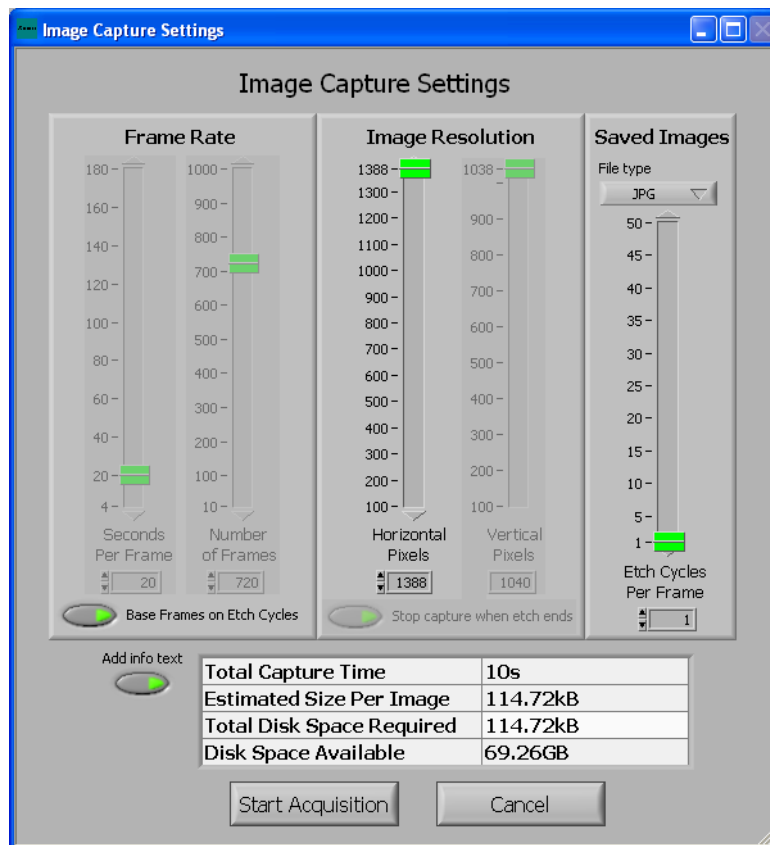 Image Capture Settings
Image Capture Settings
Frame Rate
180
160
140
120
100
80
60
40
20
4
Seconds
Per Frame
20
1000
900
800
700
600
500
400
300
200
100
10
Number
of Frames
720
Base Frames on Etch Cycles
Image Resolution
1388
1300
1200
1100
1000
900
800
700
600
500
400
300
200
100
Horizontal
Pixels
1388
1038
900
800
700
600
500
400
300
200
100
Vertical
Pixels
1040
Stop capture when etch ends
Saved Images
File type
JPG
50
45
40
35
30
25
20
15
10
5
1
Etch Cycles
Per Frame
1
Add info text
Total Capture Time 10s
Estimated Size Per Image 114.72kB
Total Disk Space Required 114.72kB
Disk Space Available 69.26GB
Start Acquisition Cancel